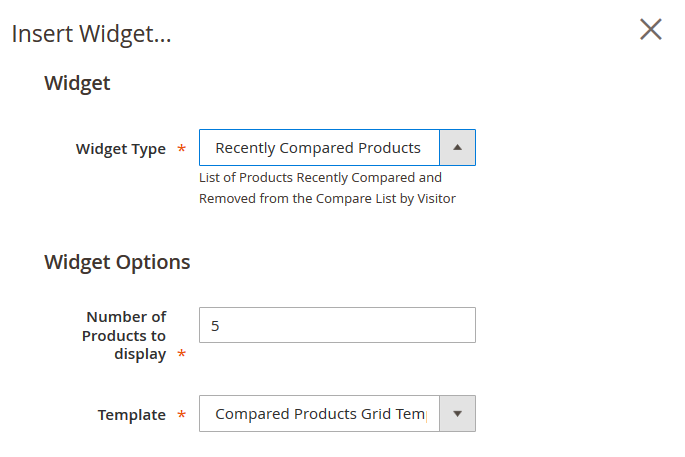 Insert Widget...
Widget
Widget Type *
Recently Compared Products
List of Products Recently Compared and
Removed from the Compare List by Visitor
Widget Options
Number of
Products to
display *
5
Template *
Compared Products Grid